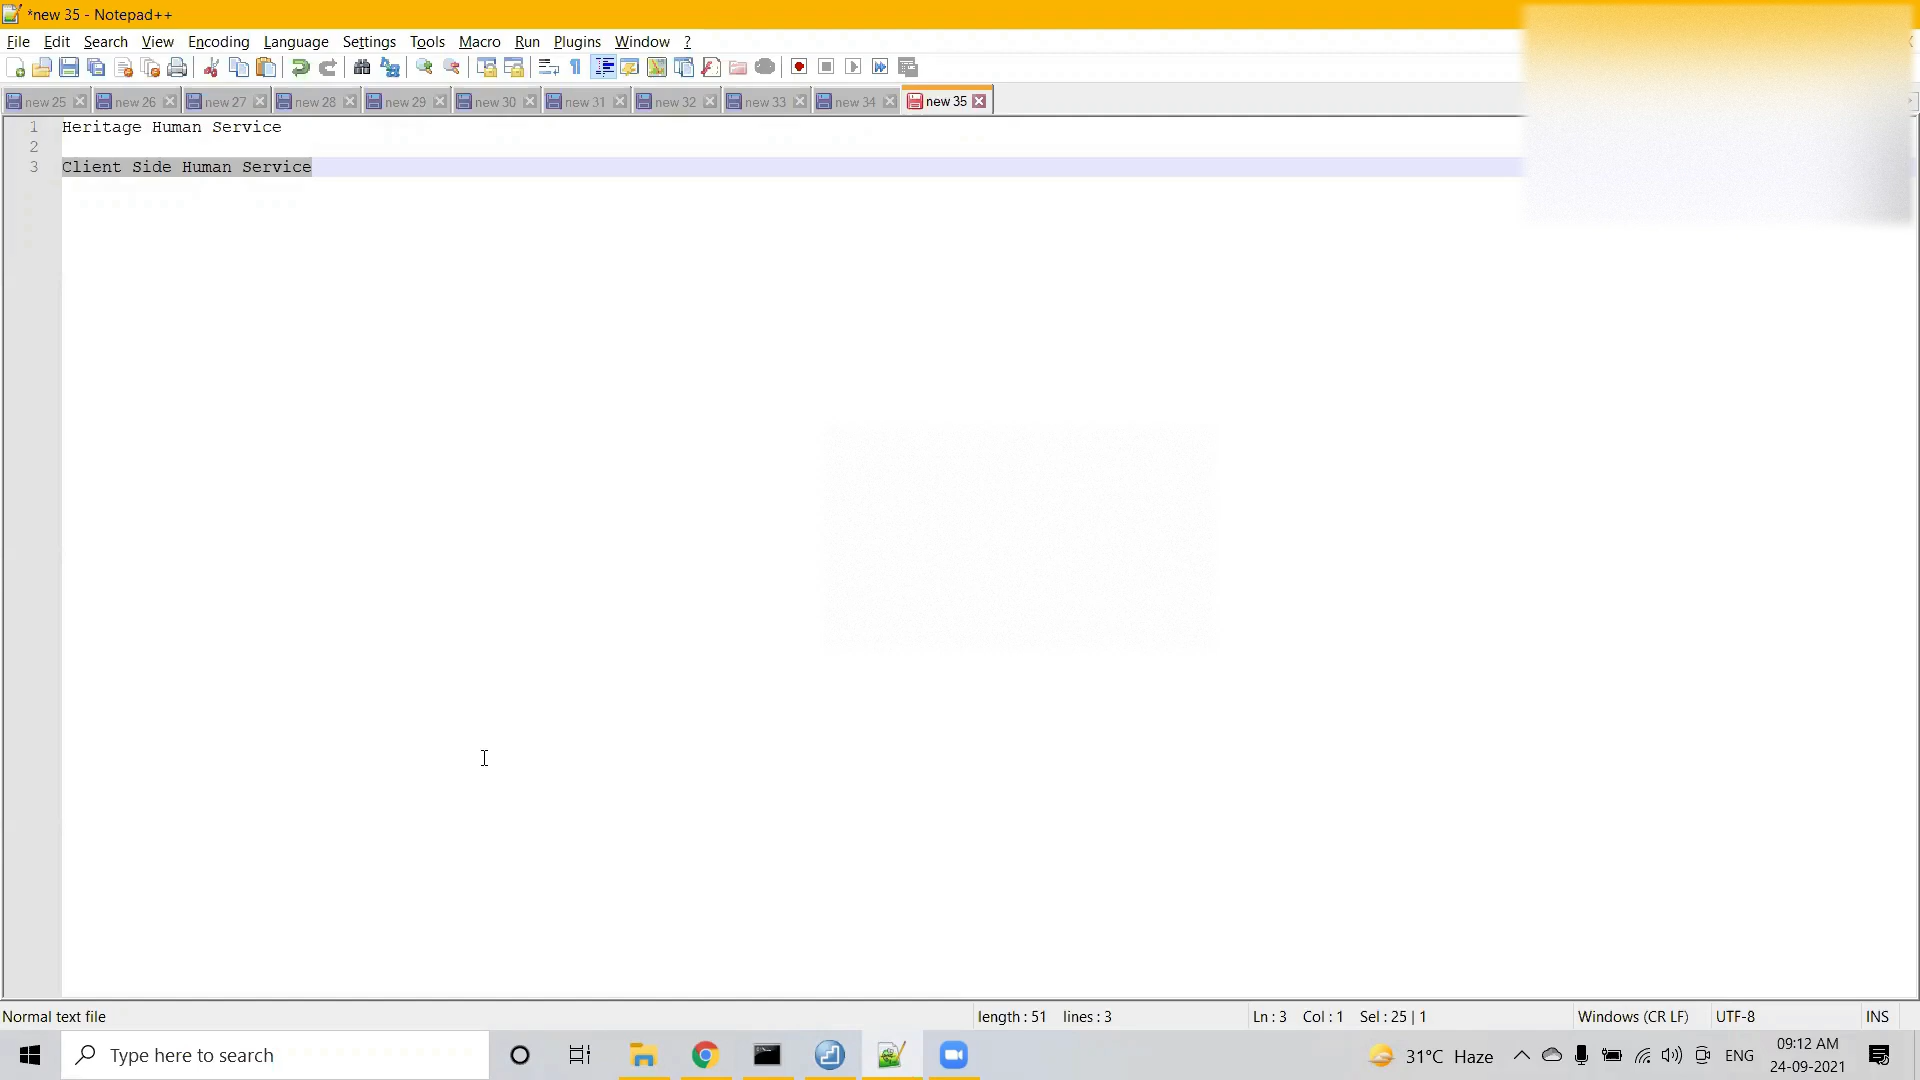 *new 35 - Notepad++
File Edit Search View Encoding Language Settings Tools Macro Run Plugins Window ?
new 25 new 26 new 27 new 28 new 29 new 30 new 31 new 32 new 33 new 34 new 35
1 Heritage Human Service
2
3 Client Side Human Service
Normal text file length : 51 lines : 3 Ln : 3 Col : 1 Sel : 25 | 1 Windows (CR LF) UTF-8 INS
Type here to search 31°C Haze ENG 09:12 AM
24-09-2021